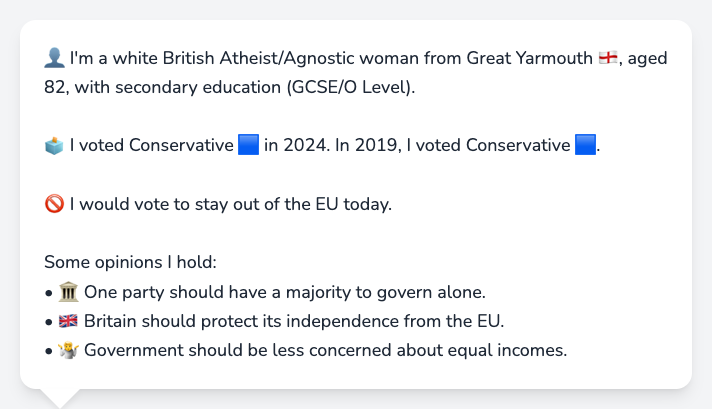 👤 I'm a white British Atheist/Agnostic woman from Great Yarmouth 🏴󠁧󠁢󠁥󠁮󠁧󠁿, aged
82, with secondary education (GCSE/O Level).
🗳️ I voted Conservative 🟦 in 2024. In 2019, I voted Conservative 🟦.
🚫 I would vote to stay out of the EU today.
Some opinions I hold:
• 🏛️ One party should have a majority to govern alone.
• 🇬🇧 Britain should protect its independence from the EU.
• 🤷 Government should be less concerned about equal incomes.